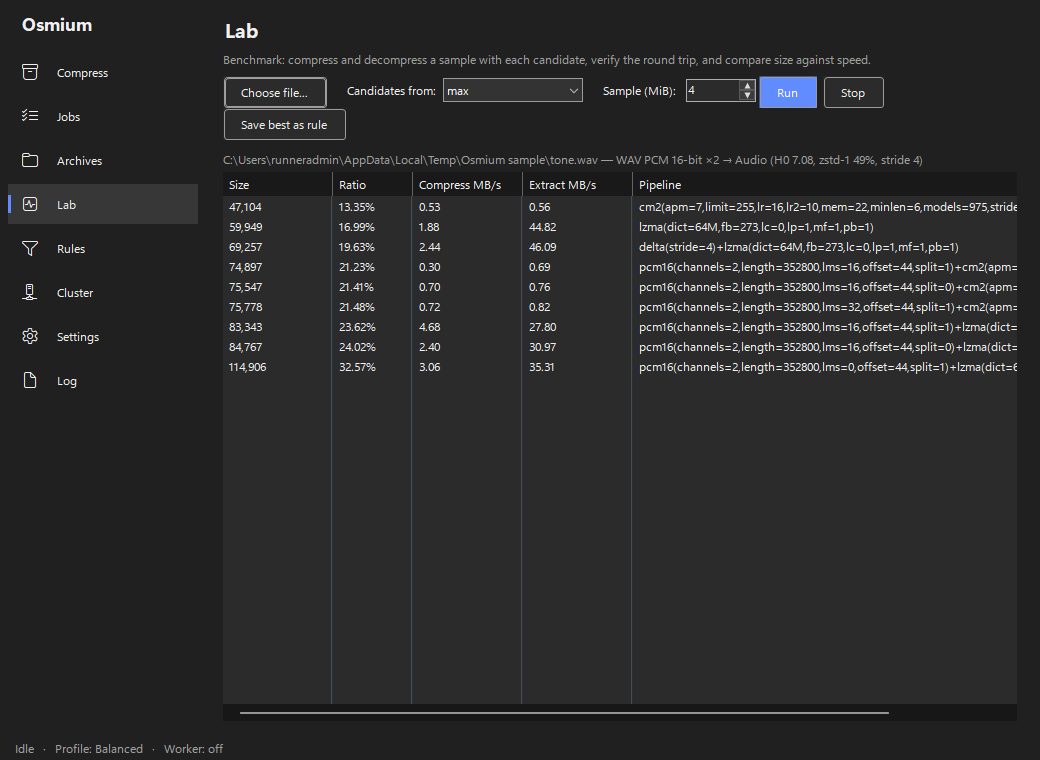 Osmium
Compress
Jobs
Archives
Lab
Rules
Cluster
Settings
Log
Lab
Benchmark: compress and decompress a sample with each candidate, verify the round trip, and compare size against speed.
Choose file... Candidates from: max Sample (MiB): 4 Run Stop
Save best as rule
C:\Users\runneradmin\AppData\Local\Temp\Osmium sample\tone.wav — WAV PCM 16-bit ×2 → Audio (H0 7.08, zstd-1 49%, stride 4)
Size Ratio Compress MB/s Extract MB/s Pipeline
47,104 13.35% 0.53 0.56 cm2(apm=7,limit=255,lr=16,lr2=10,mem=22,minlen=6,models=975,stride
59,949 16.99% 1.88 44.82 lzma(dict=64M,fb=273,lc=0,lp=1,mf=1,pb=1)
69,257 19.63% 2.44 46.09 delta(stride=4)+lzma(dict=64M,fb=273,lc=0,lp=1,mf=1,pb=1)
74,897 21.23% 0.30 0.69 pcm16(channels=2,length=352800,lms=16,offset=44,split=1)+cm2(apm=
75,547 21.41% 0.70 0.76 pcm16(channels=2,length=352800,lms=16,offset=44,split=0)+cm2(apm=
75,778 21.48% 0.72 0.82 pcm16(channels=2,length=352800,lms=32,offset=44,split=1)+cm2(apm=
83,343 23.62% 4.68 27.80 pcm16(channels=2,length=352800,lms=16,offset=44,split=1)+lzma(dict=
84,767 24.02% 2.40 30.97 pcm16(channels=2,length=352800,lms=16,offset=44,split=0)+lzma(dict=
114,906 32.57% 3.06 35.31 pcm16(channels=2,length=352800,lms=0,offset=44,split=1)+lzma(dict=6
Idle · Profile: Balanced · Worker: off